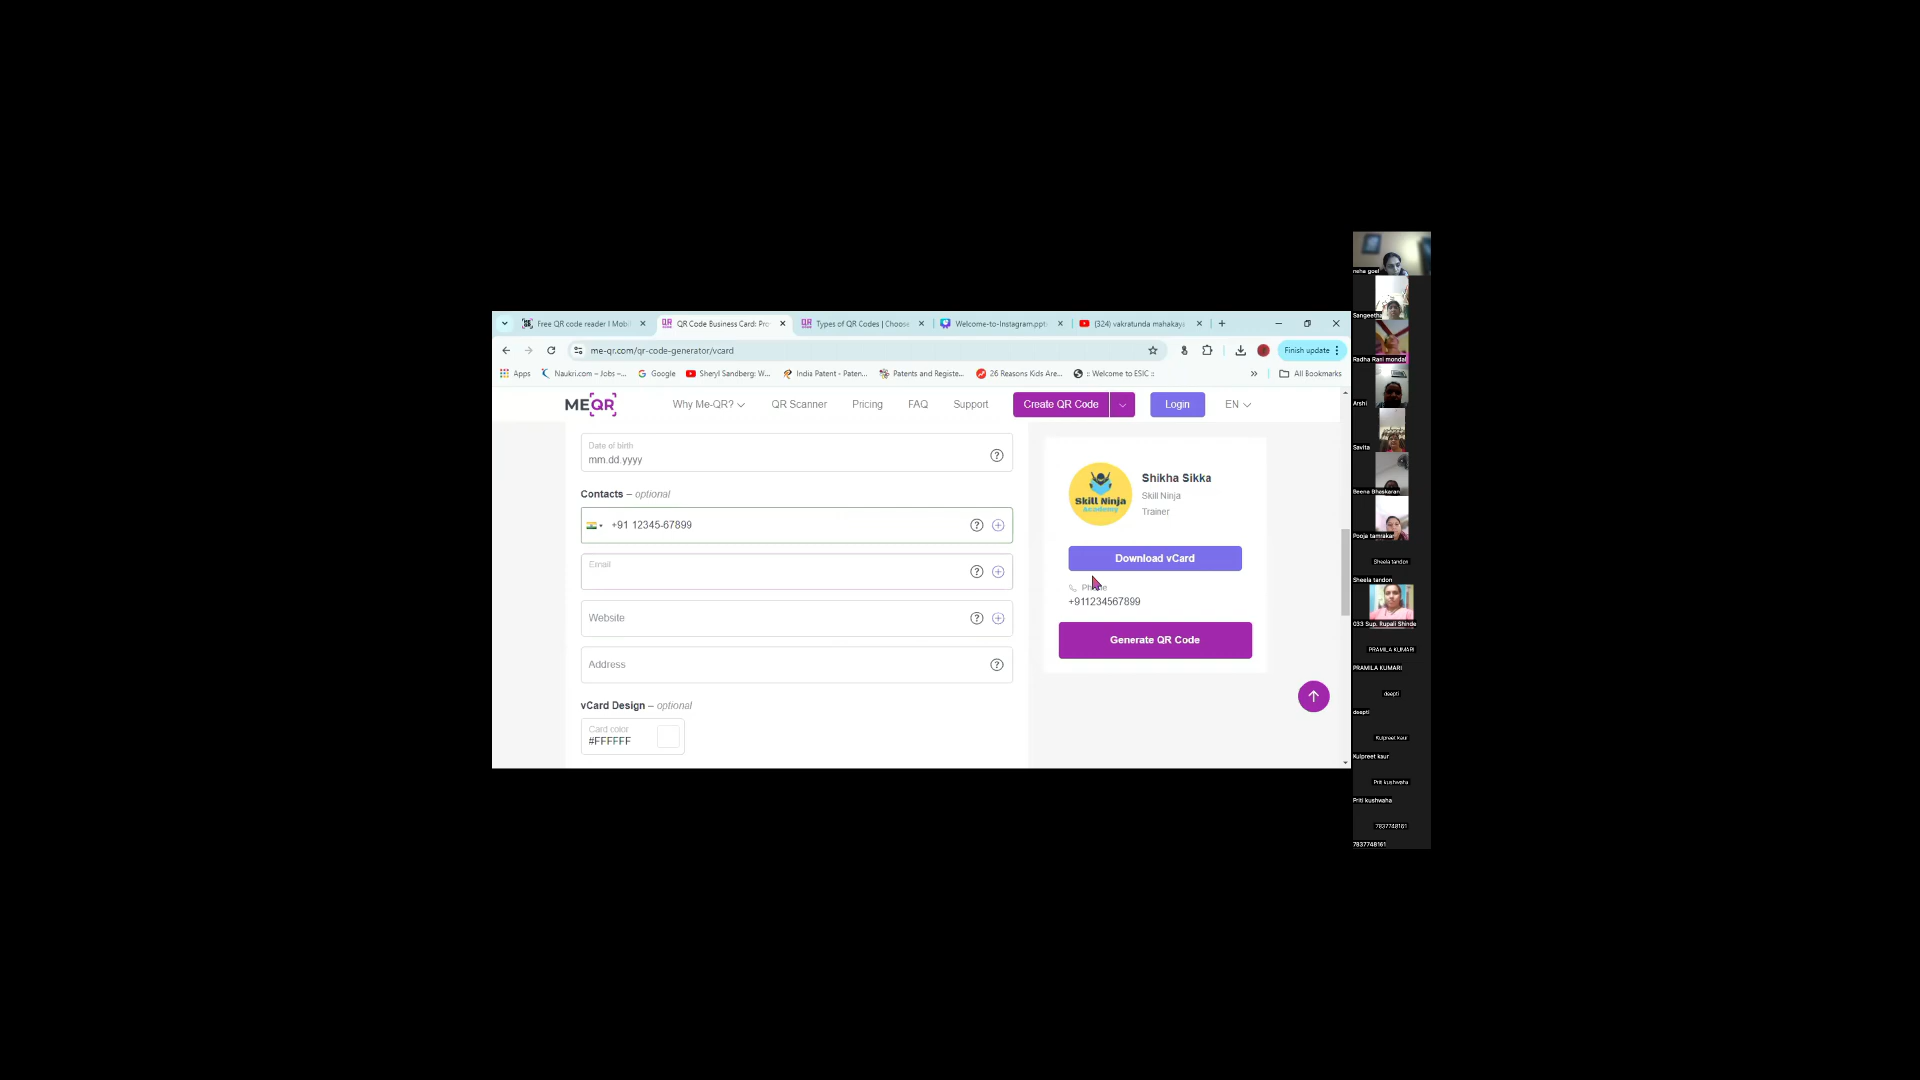 Free QR code reader I Mobi
QR Code Business Card: Pro
Types of QR Codes | Choose
Welcome-to-Instagram.pptx
(324) vakratunda mahakaya
me-qr.com/qr-code-generator/vcard
Finish update
Apps
Naukri.com – Jobs –...
Google
Sheryl Sandberg: W...
India Patent - Paten...
Patents and Registe...
26 Reasons Kids Are...
:: Welcome to ESIC ::
All Bookmarks
MEQR
Why Me-QR?
QR Scanner
Pricing
FAQ
Support
Create QR Code
Login
EN
Date of birth
mm.dd.yyyy
Contacts – optional
+91 12345-67899
Email
Website
Address
vCard Design – optional
Card color
#FFFFFF
Skill Ninja
Academy
Shikha Sikka
Skill Ninja
Trainer
Download vCard
+911234567899
Generate QR Code
neha goel
Sangeetha
Radha Rani mondal
Arshi
Savita
Beena Bhaskaran
Pooja tamrakar
Sheela tandon
Sheela tandon
033 Sup. Rupali Shinde
PRAMILA KUMARI
PRAMILA KUMARI
deepti
deepti
Kulpreet kaur
Kulpreet kaur
Priti kushwaha
Priti kushwaha
7837748161
7837748161